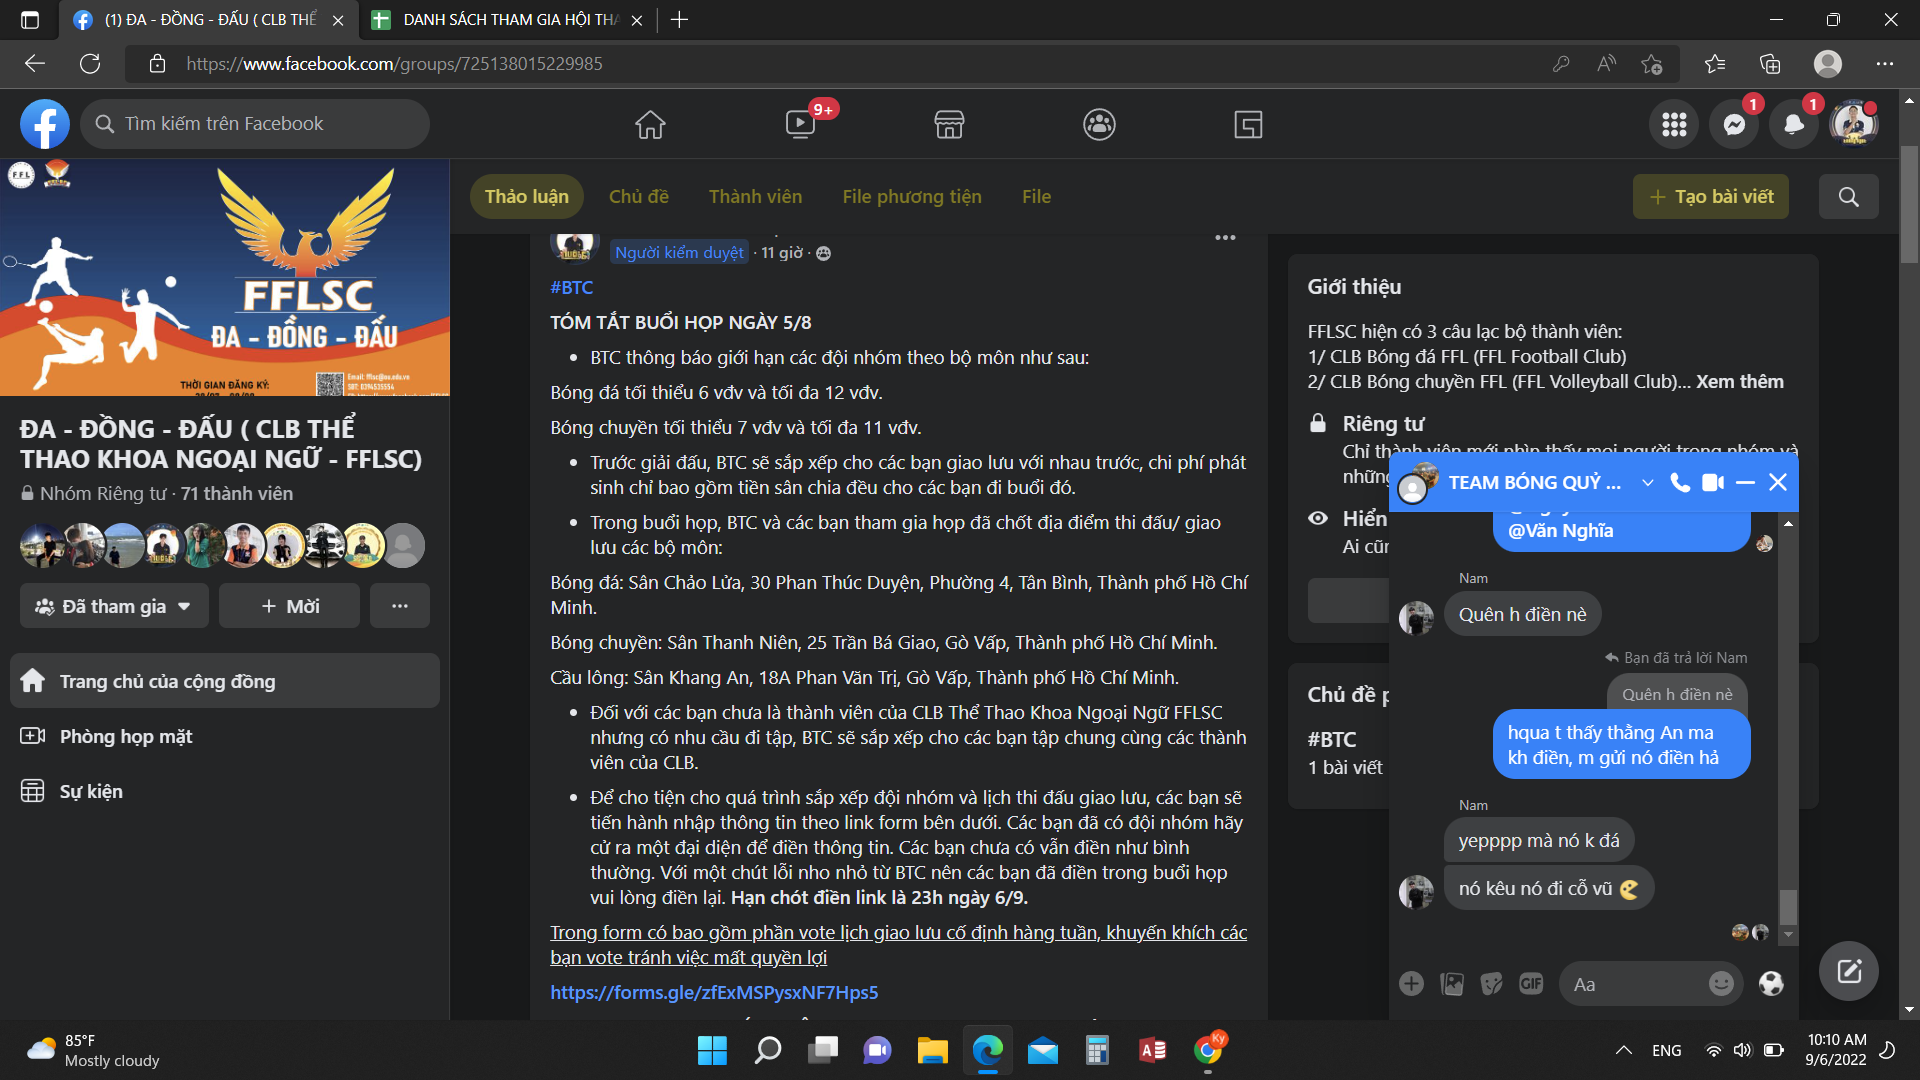 (1) ĐA - ĐỒNG - ĐẤU ( CLB THỂ
DANH SÁCH THAM GIA HỘI THA
https://www.facebook.com/groups/725138015229985
Tìm kiếm trên Facebook
9+
1
1
FFL
FFLSC
ĐA - ĐỒNG - ĐẤU
THỜI GIAN ĐĂNG KÝ:
ĐA - ĐỒNG - ĐẤU ( CLB THỂ
THAO KHOA NGOẠI NGỮ - FFLSC)
Nhóm Riêng tư · 71 thành viên
Đã tham gia
+ Mời
Trang chủ của cộng đồng
Phòng họp mặt
Sự kiện
Thảo luận
Chủ đề
Thành viên
File phương tiện
File
+ Tạo bài viết
Người kiểm duyệt · 11 giờ ·
#BTC
TÓM TẮT BUỔI HỌP NGÀY 5/8
• BTC thông báo giới hạn các đội nhóm theo bộ môn như sau:
Bóng đá tối thiểu 6 vđv và tối đa 12 vđv.
Bóng chuyền tối thiểu 7 vđv và tối đa 11 vđv.
• Trước giải đấu, BTC sẽ sắp xếp cho các bạn giao lưu với nhau trước, chi phí phát
sinh chỉ bao gồm tiền sân chia đều cho các bạn đi buổi đó.
• Trong buổi họp, BTC và các bạn tham gia họp đã chốt địa điểm thi đấu/ giao
lưu các bộ môn:
Bóng đá: Sân Chảo Lửa, 30 Phan Thúc Duyện, Phường 4, Tân Bình, Thành phố Hồ Chí
Minh.
Bóng chuyền: Sân Thanh Niên, 25 Trần Bá Giao, Gò Vấp, Thành phố Hồ Chí Minh.
Cầu lông: Sân Khang An, 18A Phan Văn Trị, Gò Vấp, Thành phố Hồ Chí Minh.
• Đối với các bạn chưa là thành viên của CLB Thể Thao Khoa Ngoại Ngữ FFLSC
nhưng có nhu cầu đi tập, BTC sẽ sắp xếp cho các bạn tập chung cùng các thành
viên của CLB.
• Để cho tiện cho quá trình sắp xếp đội nhóm và lịch thi đấu giao lưu, các bạn sẽ
tiến hành nhập thông tin theo link form bên dưới. Các bạn đã có đội nhóm hãy
cử ra một đại diện để điền thông tin. Các bạn chưa có vẫn điền như bình
thường. Với một chút lỗi nho nhỏ từ BTC nên các bạn đã điền trong buổi họp
vui lòng điền lại. Hạn chót điền link là 23h ngày 6/9.
Trong form có bao gồm phần vote lịch giao lưu cố định hàng tuần, khuyến khích các
bạn vote tránh việc mất quyền lợi
https://forms.gle/zfExMSPysxNF7Hps5
Giới thiệu
FFLSC hiện có 3 câu lạc bộ thành viên:
1/ CLB Bóng đá FFL (FFL Football Club)
2/ CLB Bóng chuyền FFL (FFL Volleyball Club)... Xem thêm
Riêng tư
Chỉ thành viên mới nhìn thấy mọi người trong nhóm và
những
Hiển
Ai cũn
Chủ đề p
#BTC
1 bài viết
TEAM BÓNG QUỶ ...
@Văn Nghĩa
Nam
Quên h điền nè
Bạn đã trả lời Nam
Quên h điền nè
hqua t thấy thằng An ma
kh điền, m gửi nó điền hả
Nam
yepppp mà nó k đá
nó kêu nó đi cỗ vũ
GIF
Aa
85°F
Mostly cloudy
Ky
ENG
10:10 AM
9/6/2022